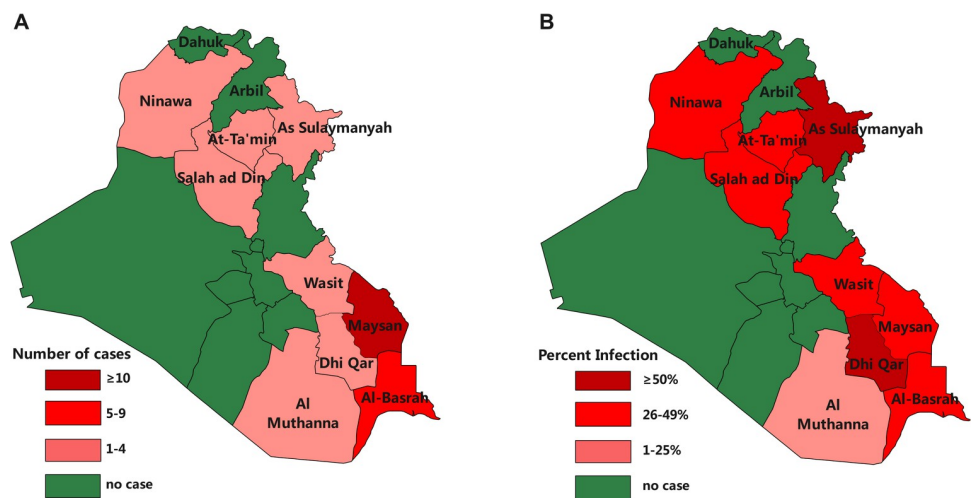 A
Dahuk
Arbil
Ninawa
At-Ta'min
As Sulaymanyah
Salah ad Din
Wasit
Maysan
Dhi Qar
Al-Basrah
Al
Muthanna
Number of cases
≥10
5-9
1-4
no case
B
Dahuk
Arbil
Ninawa
At-Ta'min
As Sulaymanyah
Salah ad Din
Wasit
Maysan
Dhi Qar
Al-Basrah
Al
Muthanna
Percent Infection
≥50%
26-49%
1-25%
no case